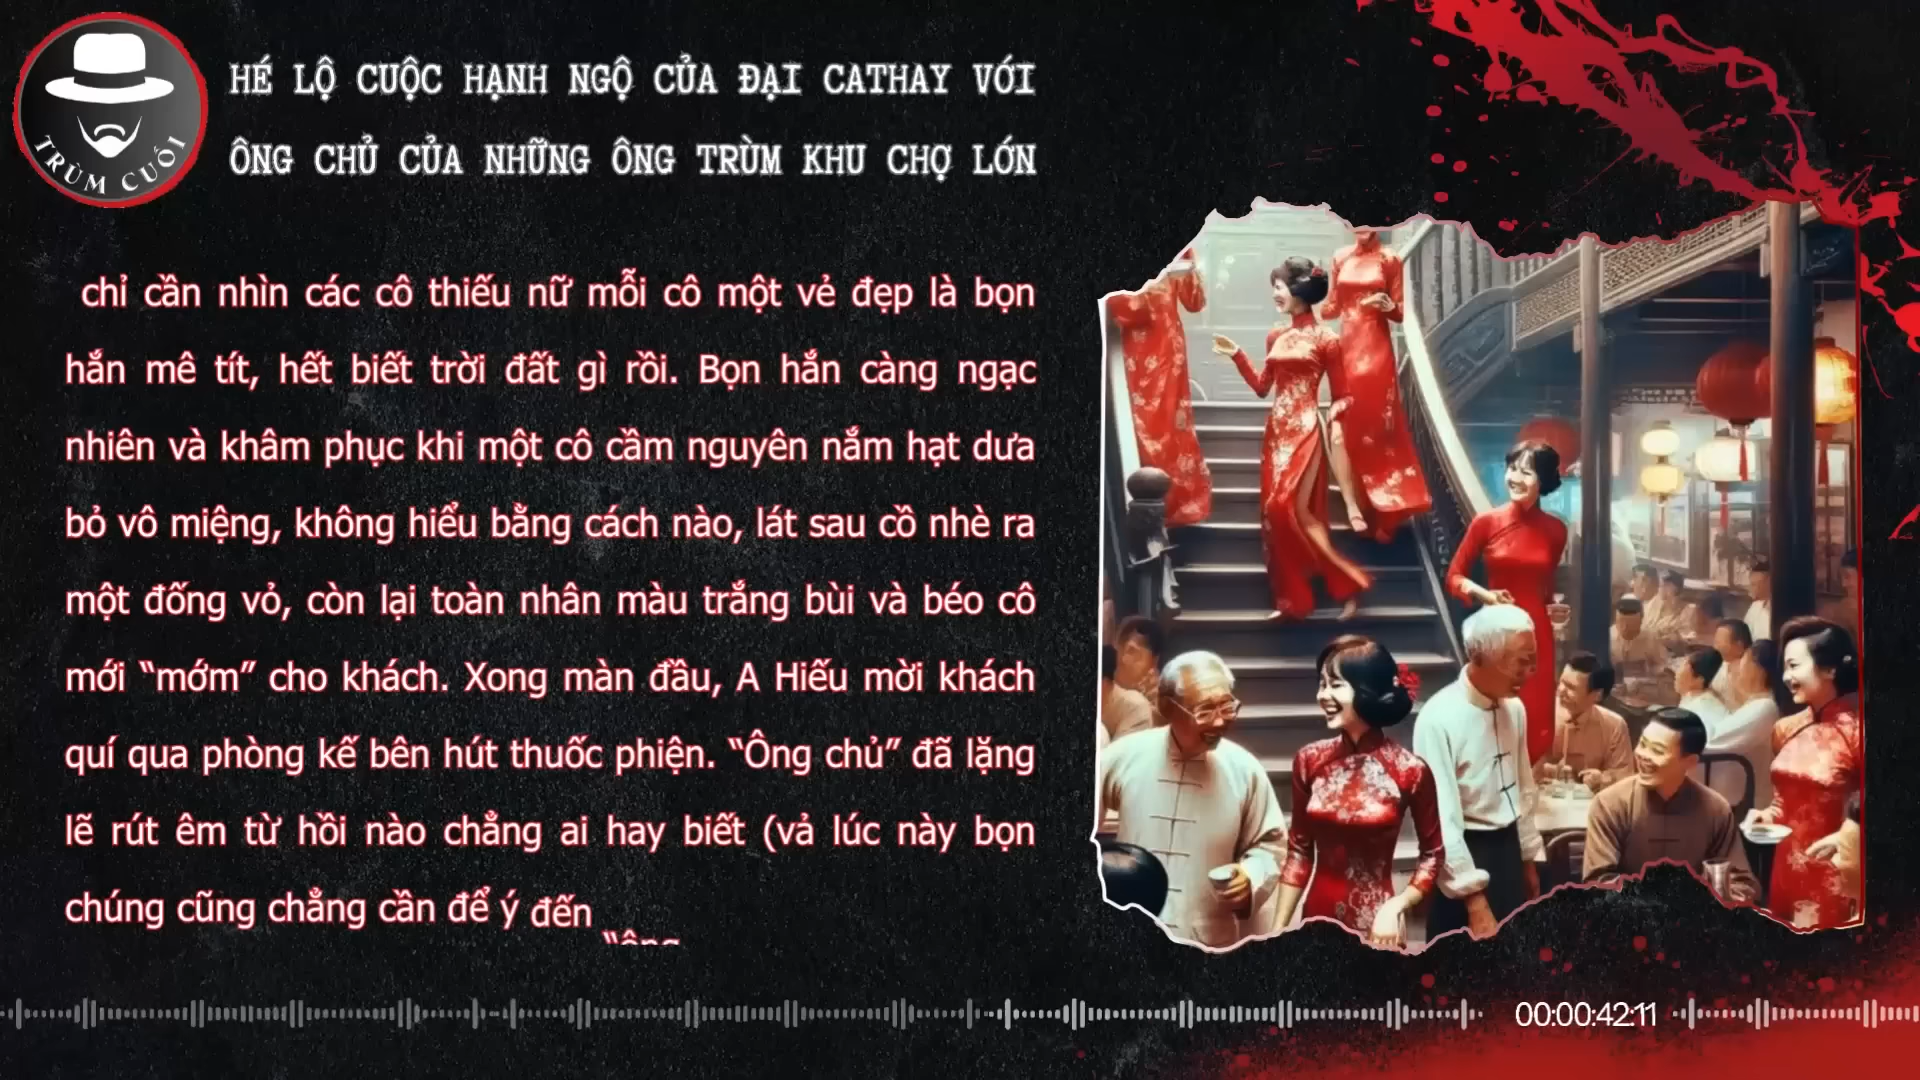 TRÙM CUỐI
HÉ LỘ CUỘC HẠNH NGỘ CỦA ĐẠI CATHAY VỚI
ÔNG CHỦ CỦA NHỮNG ÔNG TRÙM KHU CHỢ LỚN
chỉ cần nhìn các cô thiếu nữ mỗi cô một vẻ đẹp là bọn
hắn mê tít, hết biết trời đất gì rồi. Bọn hắn càng ngạc
nhiên và khâm phục khi một cô cầm nguyên nắm hạt dưa
bỏ vô miệng, không hiểu bằng cách nào, lát sau cồ nhè ra
một đống vỏ, còn lại toàn nhân màu trắng bùi và béo cô
mới “mớm” cho khách. Xong màn đầu, A Hiếu mời khách
quí qua phòng kế bên hút thuốc phiện. “Ông chủ” đã lặng
lẽ rút êm từ hồi nào chẳng ai hay biết (vả lúc này bọn
chúng cũng chẳng cần để ý đến
00:00:42:11